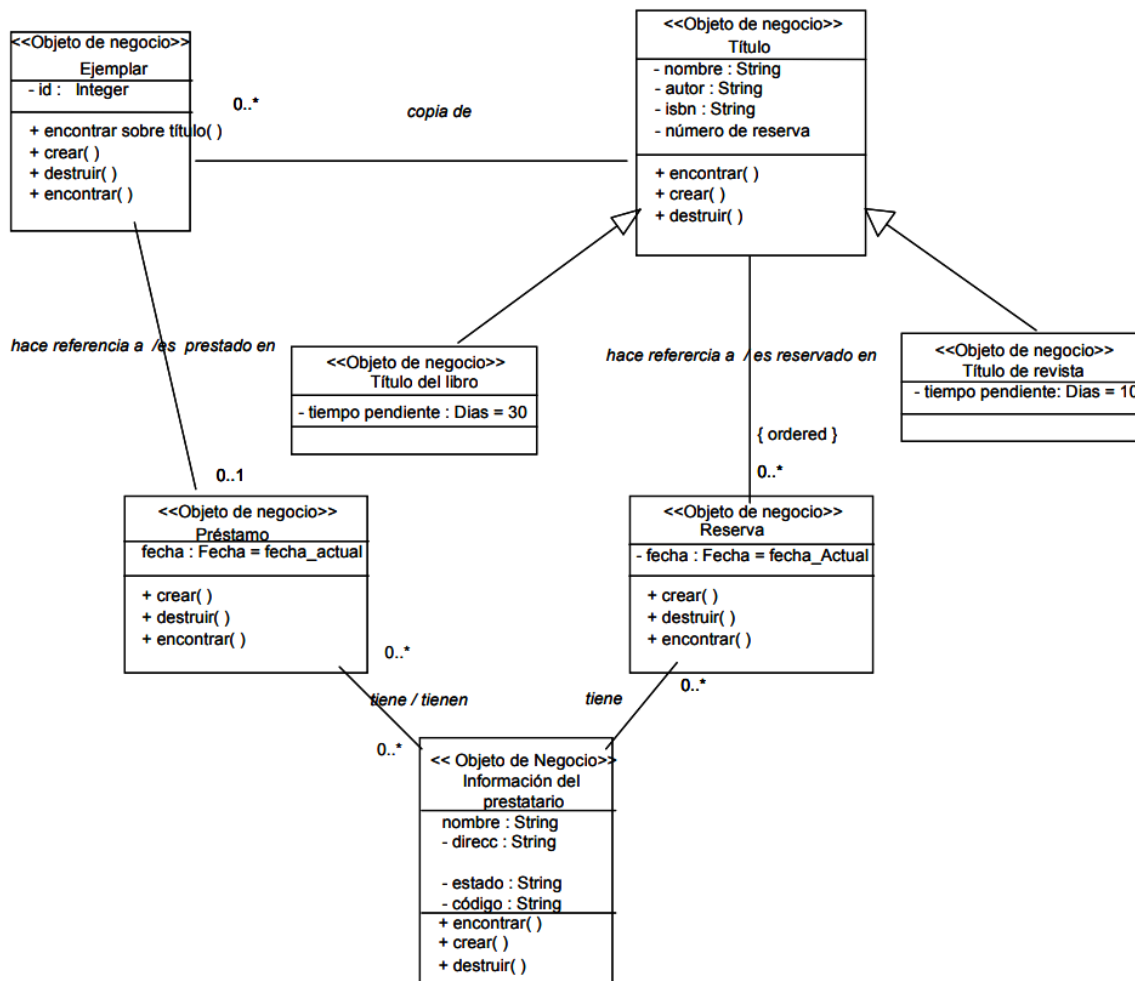 <<Objeto de negocio>>
Ejemplar
- id : Integer
+ encontrar sobre título( )
+ crear( )
+ destruir( )
+ encontrar( )
0..*
copia de
<<Objeto de negocio>>
Título
- nombre : String
- autor : String
- isbn : String
- número de reserva
+ encontrar( )
+ crear( )
+ destruir( )
hace referencia a /es prestado en
<<Objeto de negocio>>
Título del libro
- tiempo pendiente : Dias = 30
hace refercia a / es reservado en
<<Objeto de negocio>>
Título de revista
- tiempo pendiente: Dias = 10
{ ordered }
0..*
0..1
<<Objeto de negocio>>
Préstamo
fecha : Fecha = fecha_actual
+ crear( )
+ destruir( )
+ encontrar( )
0..*
<<Objeto de negocio>>
Reserva
- fecha : Fecha = fecha_Actual
+ crear( )
+ destruir( )
+ encontrar( )
0..*
tiene / tienen
tiene
0..*
<< Objeto de Negocio>>
Información del
prestatario
nombre : String
- direcc : String
- estado : String
- código : String
+ encontrar( )
+ crear( )
+ destruir( )